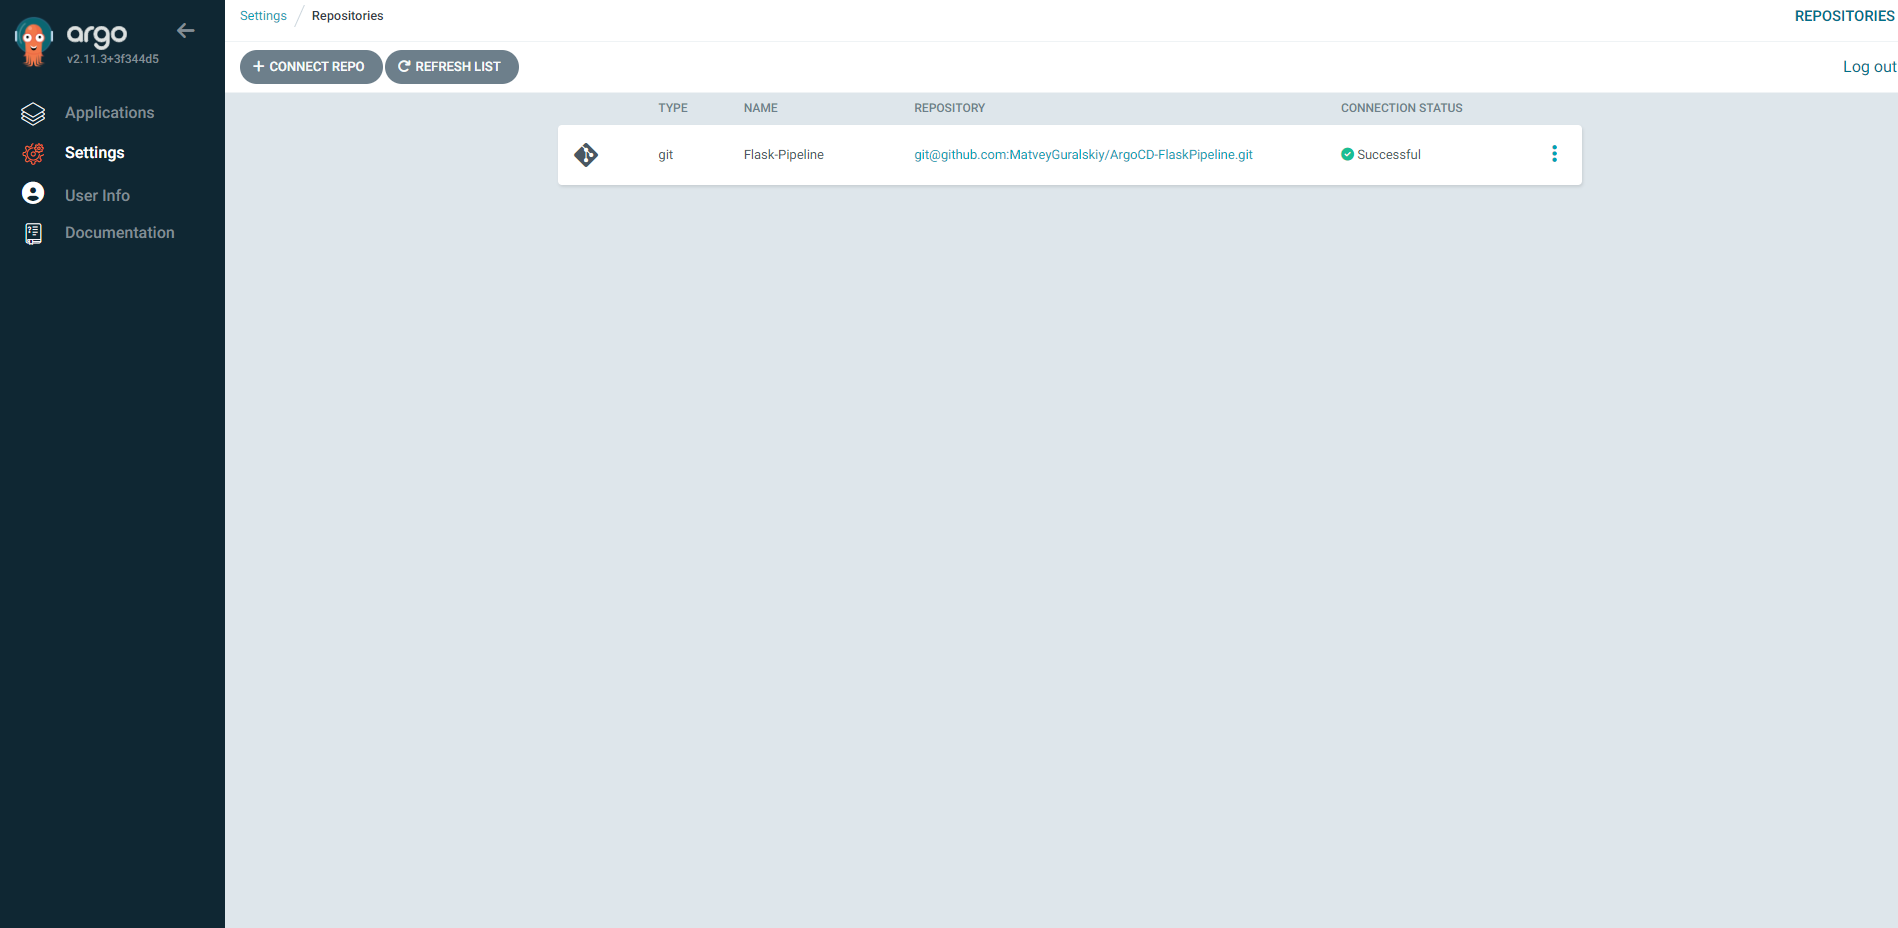 argo
v2.11.3+3f344d5
Applications
Settings
User Info
Documentation
Settings / Repositories
REPOSITORIES
+ CONNECT REPO
REFRESH LIST
Log out
TYPE NAME REPOSITORY CONNECTION STATUS
git Flask-Pipeline git@github.com:MatveyGuralskiy/ArgoCD-FlaskPipeline.git Successful